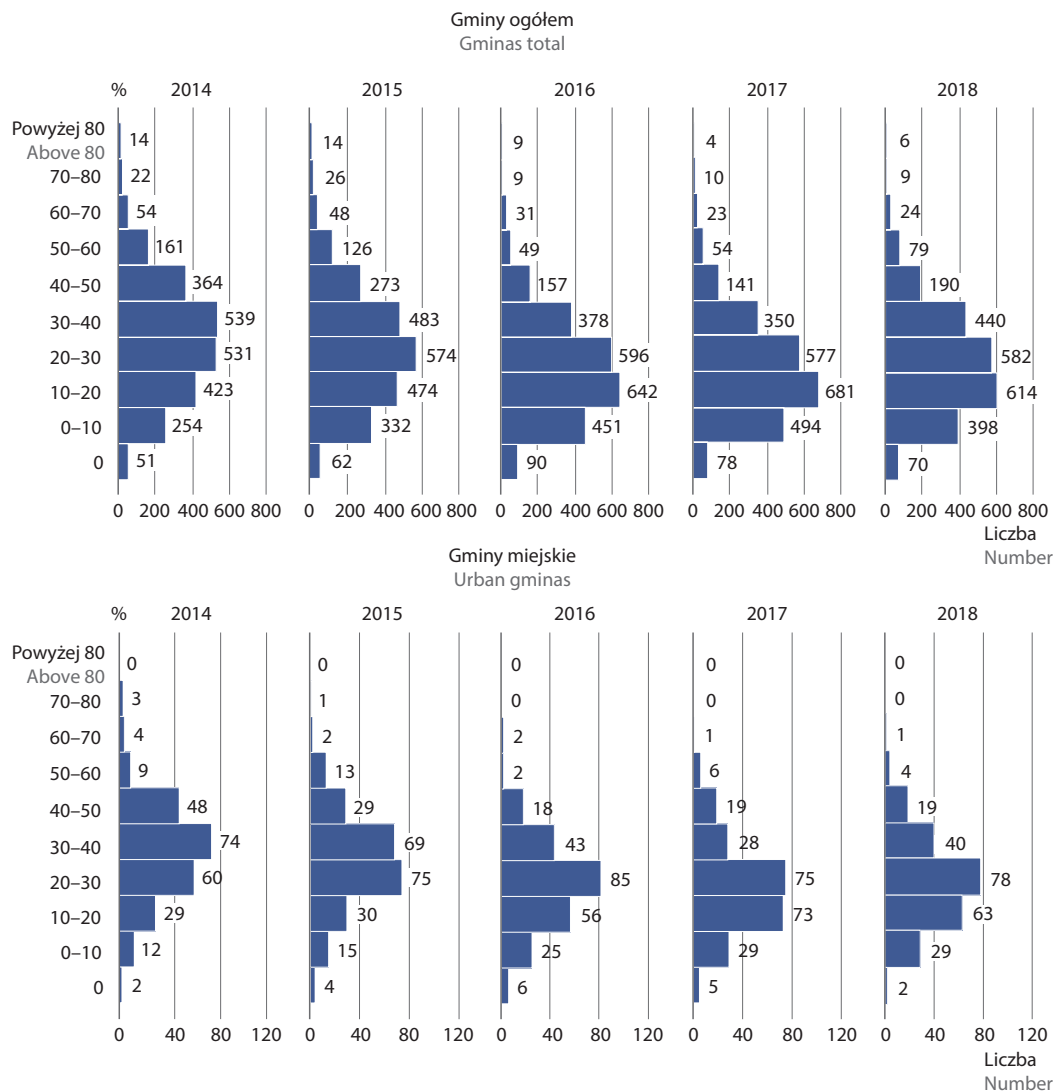 Gminy ogółem
Gminas total
% 2014 2015 2016 2017 2018
Powyżej 80 14 14 9 4 6
Above 80
70–80 22 26 9 10 9
60–70 54 48 31 23 24
50–60 161 126 49 54 79
40–50 364 273 157 141 190
30–40 539 483 378 350 440
20–30 531 574 596 577 582
10–20 423 474 642 681 614
0–10 254 332 451 494 398
0 51 62 90 78 70
0 200 400 600 800 0 200 400 600 800 0 200 400 600 800 0 200 400 600 800 0 200 400 600 800
Liczba
Number
Gminy miejskie
Urban gminas
% 2014 2015 2016 2017 2018
Powyżej 80 0 0 0 0 0
Above 80
70–80 3 1 0 0 0
60–70 4 2 2 1 1
50–60 9 13 2 6 4
40–50 48 29 18 19 19
30–40 74 69 43 28 40
20–30 60 75 85 75 78
10–20 29 30 56 73 63
0–10 12 15 25 29 29
0 2 4 6 5 2
0 40 80 120 0 40 80 120 0 40 80 120 0 40 80 120 0 40 80 120
Liczba
Number